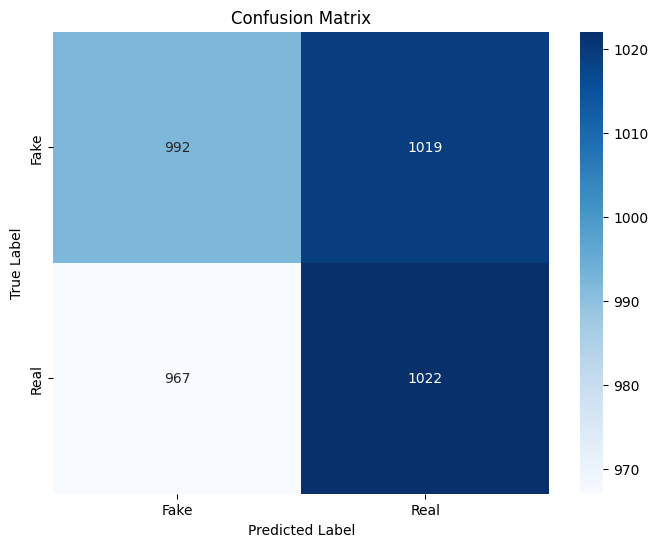 Confusion Matrix
True Label
Fake
Real
992 1019
967 1022
Fake Real
Predicted Label
1020
1010
1000
990
980
970